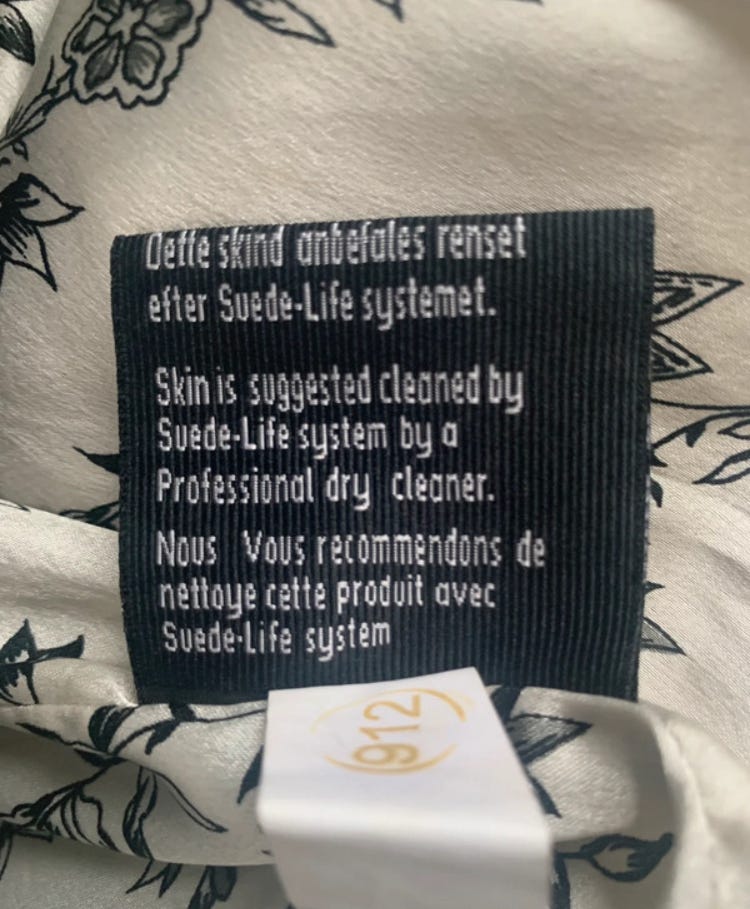 Dette skind anbefales renset
efter Suede-Life systemet.
Skin is suggested cleaned by
Suede-Life system by a
Professional dry cleaner.
Nous Vous recommendons de
nettoye cette produit avec
Suede-Life system
912